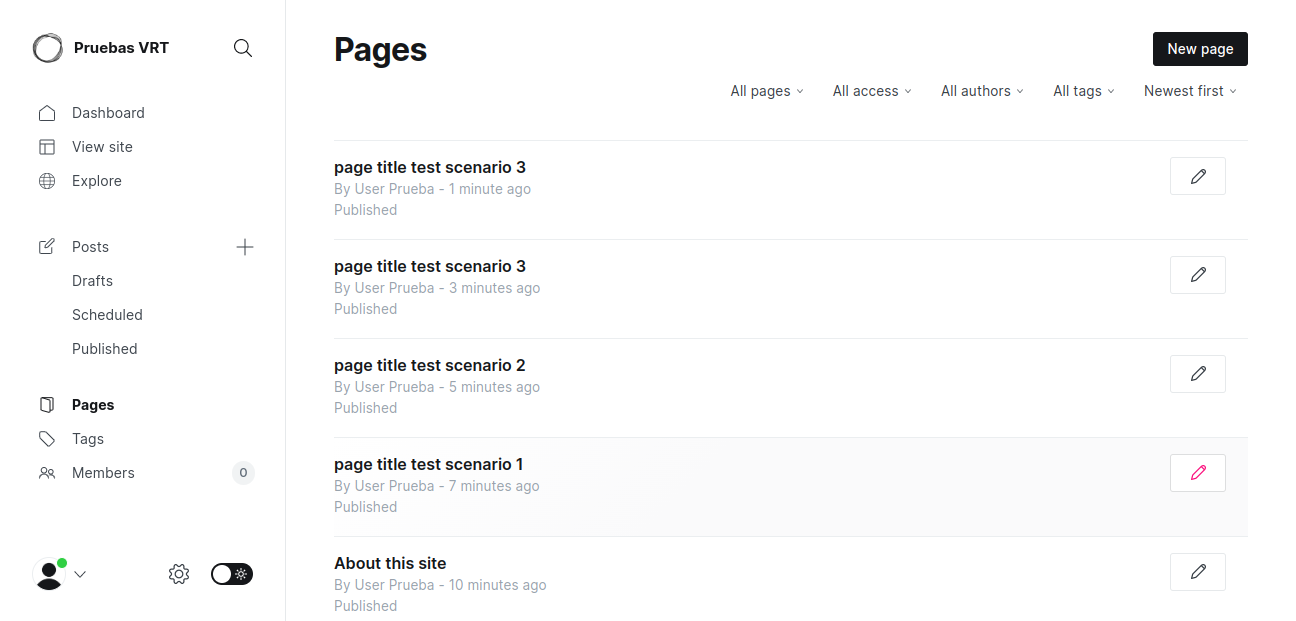 Pruebas VRT
Dashboard
View site
Explore
Posts
Drafts
Scheduled
Published
Pages
Tags
Members 0
Pages
New page
All pages All access All authors All tags Newest first
page title test scenario 3
By User Prueba - 1 minute ago
Published
page title test scenario 3
By User Prueba - 3 minutes ago
Published
page title test scenario 2
By User Prueba - 5 minutes ago
Published
page title test scenario 1
By User Prueba - 7 minutes ago
Published
About this site
By User Prueba - 10 minutes ago
Published